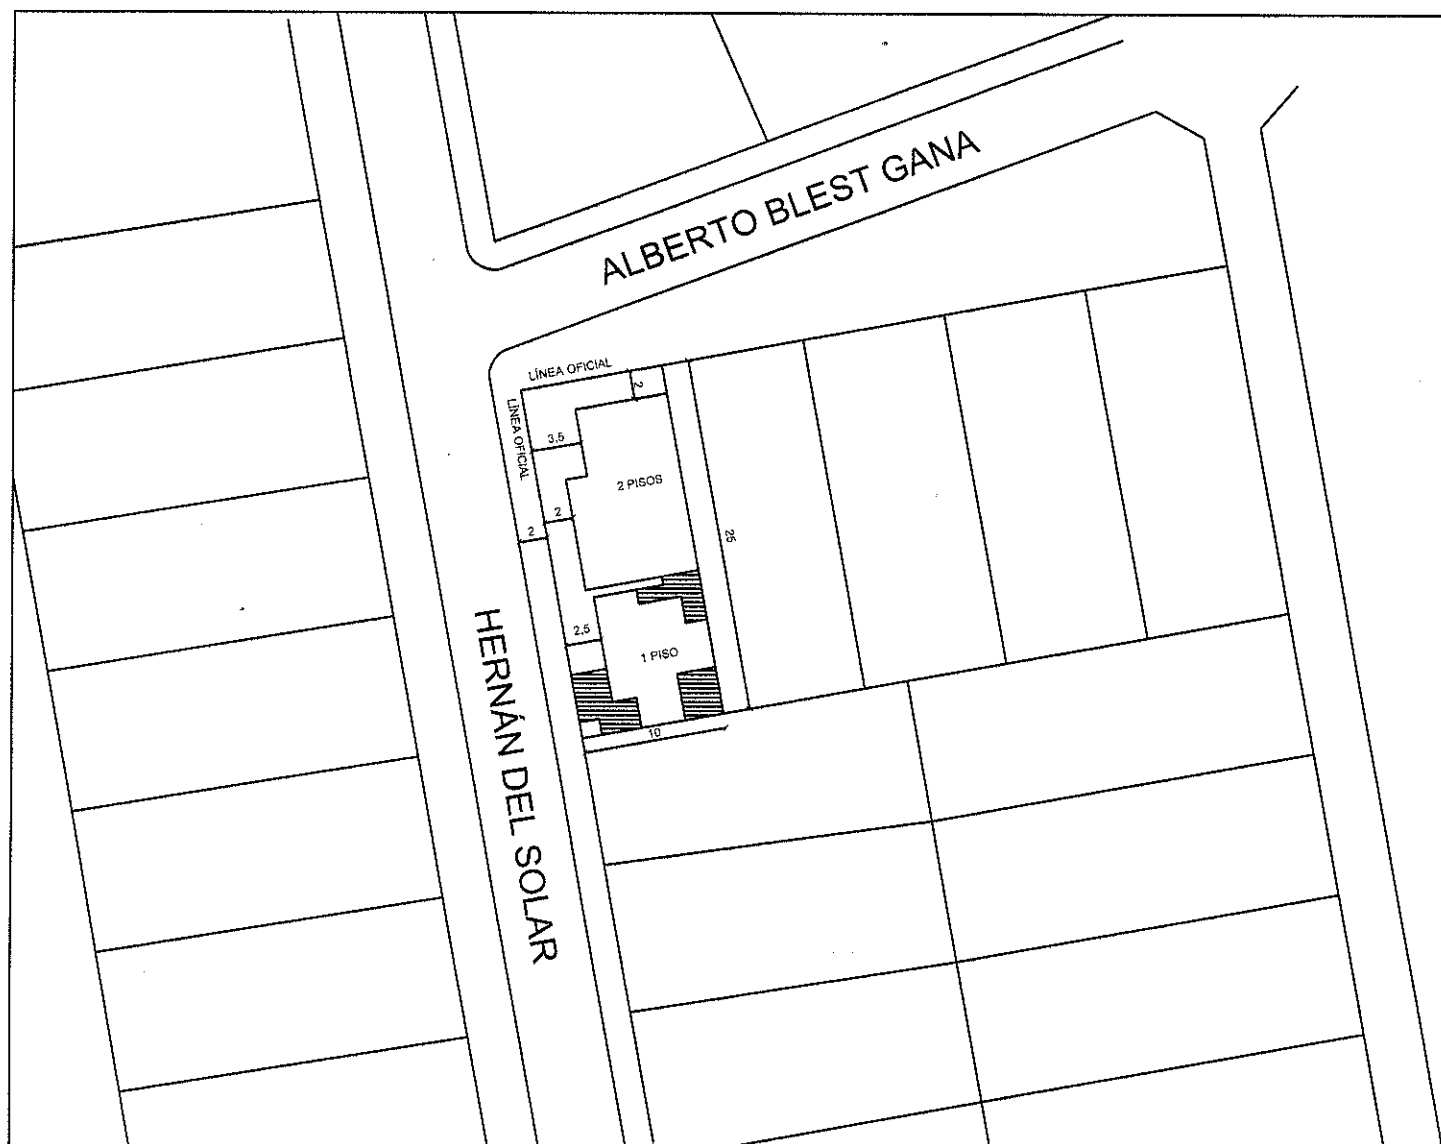 ALBERTO BLEST GANA
LÍNEA OFICIAL
2
LÍNEA OFICIAL
3,5
2 PISOS
2
2
25
HERNÁN DEL SOLAR
2,5
1 PISO
10